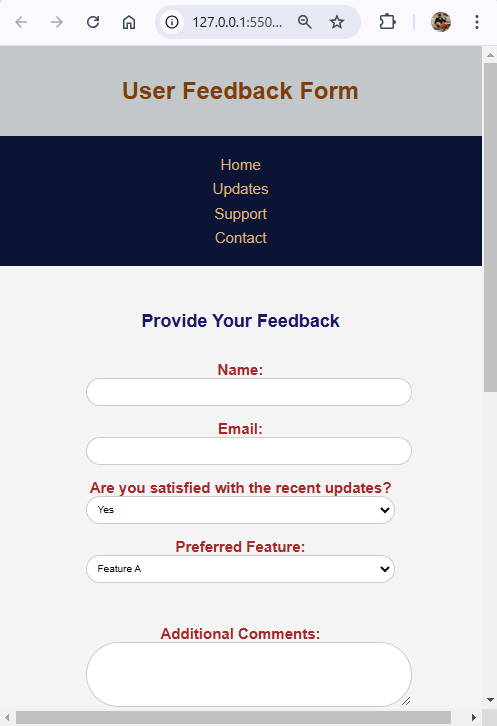 127.0.0.1:550...
User Feedback Form
Home
Updates
Support
Contact
Provide Your Feedback
Name:
Email:
Are you satisfied with the recent updates?
Yes
Preferred Feature:
Feature A
Additional Comments: